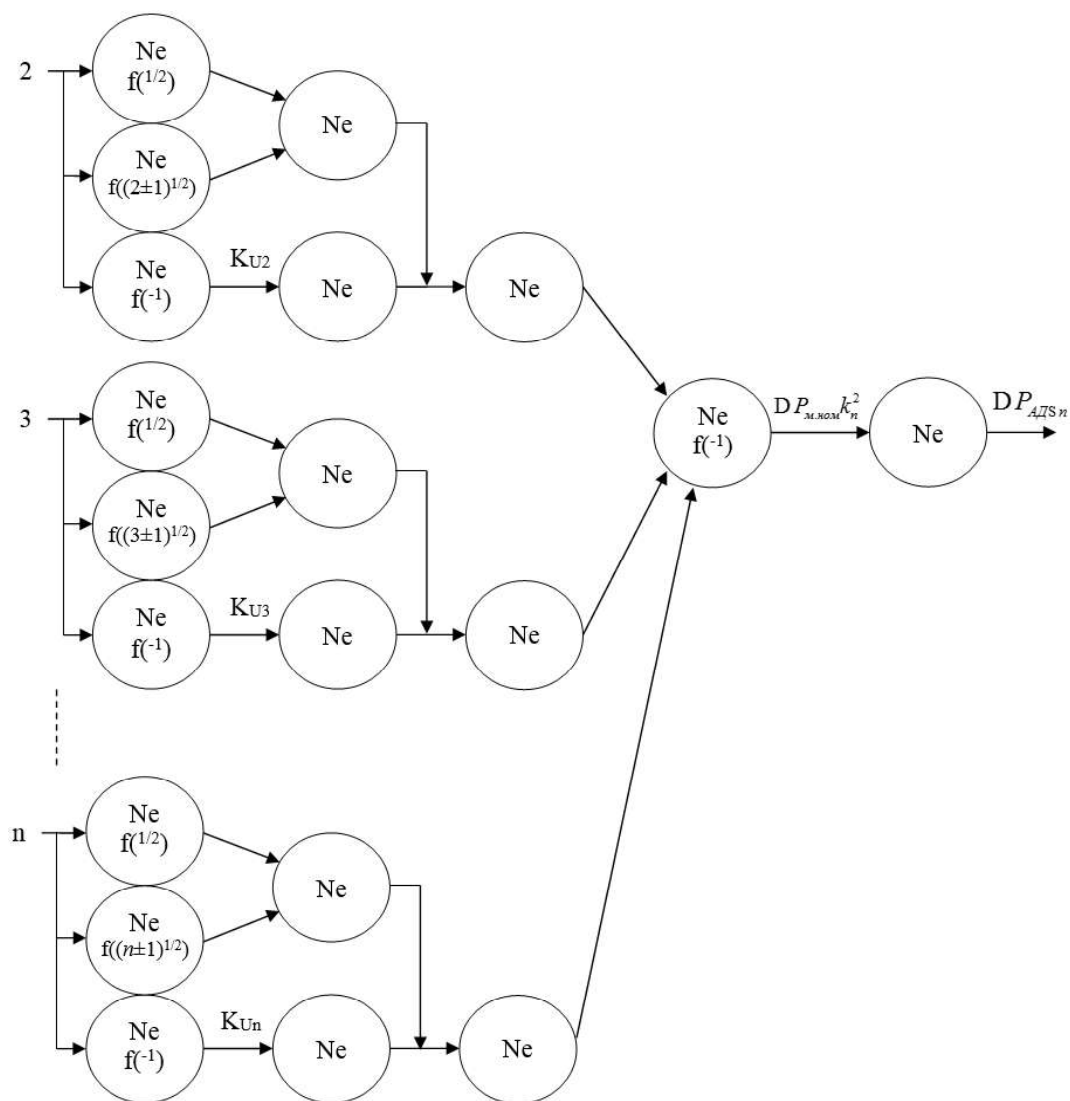 2
Ne
f(1/2)
Ne
Ne
f((2±1)1/2)
KU2
Ne
f(-1)
Ne
Ne
3
Ne
f(1/2)
Ne
Ne
f((3±1)1/2)
KU3
Ne
f(-1)
Ne
Ne
Ne
f(-1)
DPм.номk2n
Ne
DPАДSn
n
Ne
f(1/2)
Ne
Ne
f((n±1)1/2)
KUn
Ne
f(-1)
Ne
Ne